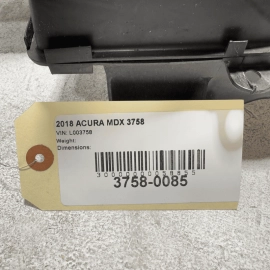 2018 ACURA MDX 3758
VIN: L003758
Weight:
Dimensions:
3758-0085